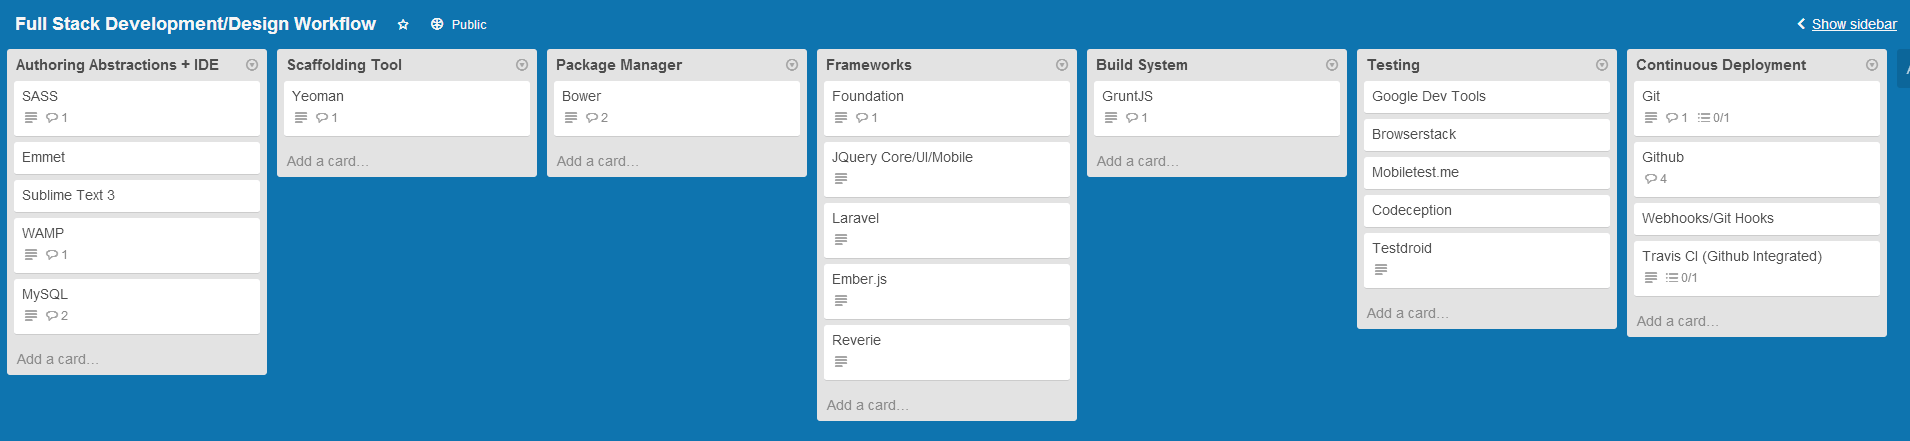 Full Stack Development/Design Workflow
Public
Show sidebar
Authoring Abstractions + IDE
SASS
1
Emmet
Sublime Text 3
WAMP
1
MySQL
2
Add a card...
Scaffolding Tool
Yeoman
1
Add a card...
Package Manager
Bower
2
Add a card...
Frameworks
Foundation
1
JQuery Core/UI/Mobile
Laravel
Ember.js
Reverie
Add a card...
Build System
GruntJS
1
Add a card...
Testing
Google Dev Tools
Browserstack
Mobiletest.me
Codeception
Testdroid
Add a card...
Continuous Deployment
Git
1 0/1
Github
4
Webhooks/Git Hooks
Travis CI (Github Integrated)
0/1
Add a card...